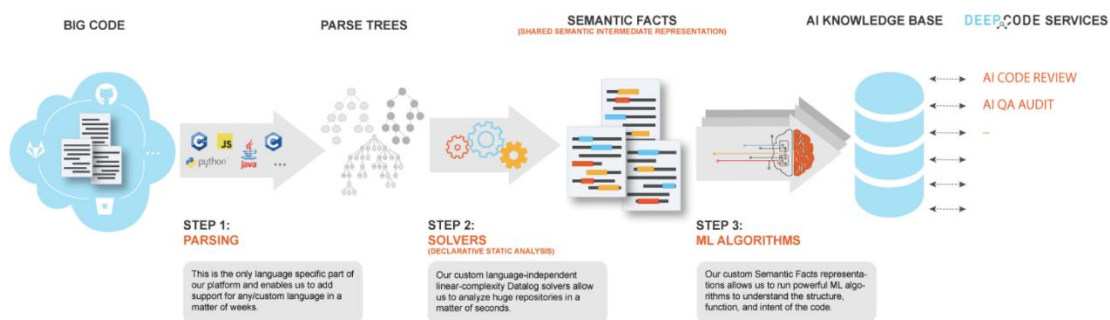 BIG CODE
PARSE TREES
SEMANTIC FACTS
(SHARED SEMANTIC INTERMEDIATE REPRESENTATION)
AI KNOWLEDGE BASE
DEEPCODE SERVICES
C
JS
C
python
Java
...
...
AI CODE REVIEW
AI QA AUDIT
...
STEP 1:
PARSING
This is the only language specific part of
our platform and enables us to add
support for any/custom language in a
matter of weeks.
STEP 2:
SOLVERS
(DECLARATIVE STATIC ANALYSIS)
Our custom language-independent
linear-complexity Datalog solvers allow
us to analyze huge repositories in a
matter of seconds.
STEP 3:
ML ALGORITHMS
Our custom Semantic Facts representa-
tions allows us to run powerful ML algo-
rithms to understand the structure,
function, and intent of the code.